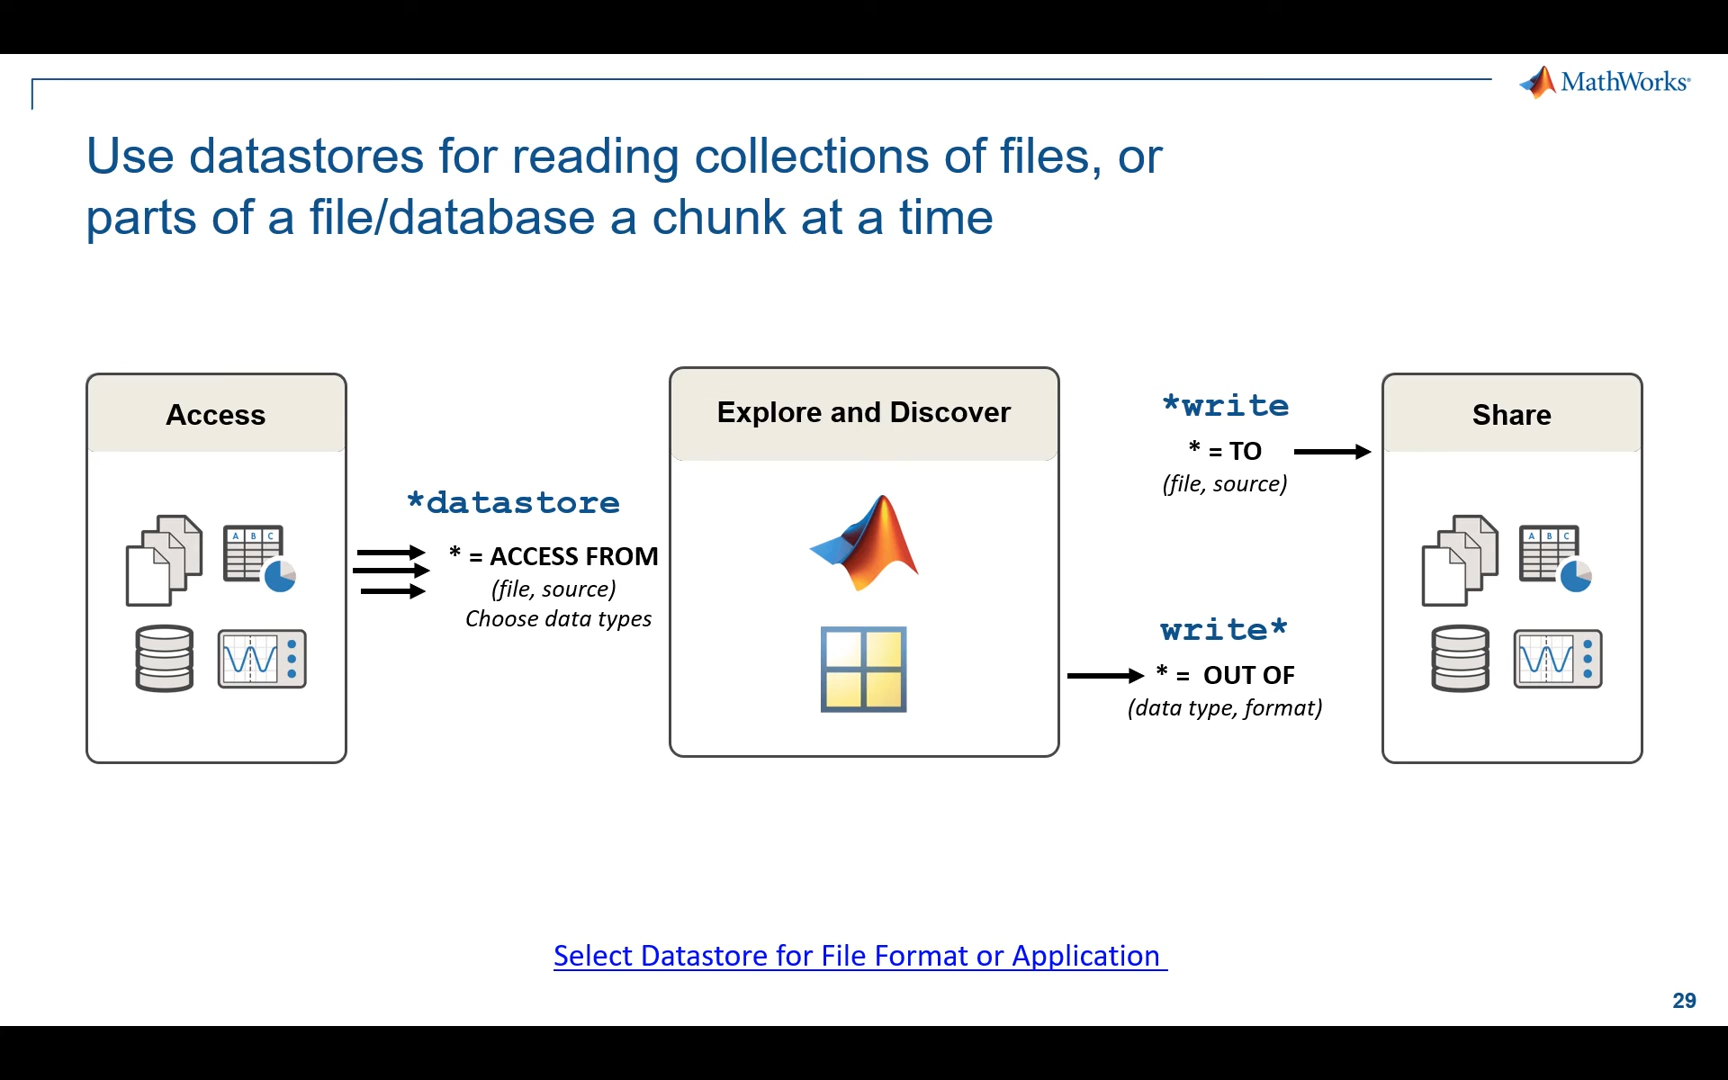 MathWorks®
Use datastores for reading collections of files, or
parts of a file/database a chunk at a time
Access
*datastore
* = ACCESS FROM
(file, source)
Choose data types
Explore and Discover
*write
* = TO
(file, source)
write*
* = OUT OF
(data type, format)
Share
A B C
A B C
Select Datastore for File Format or Application
29